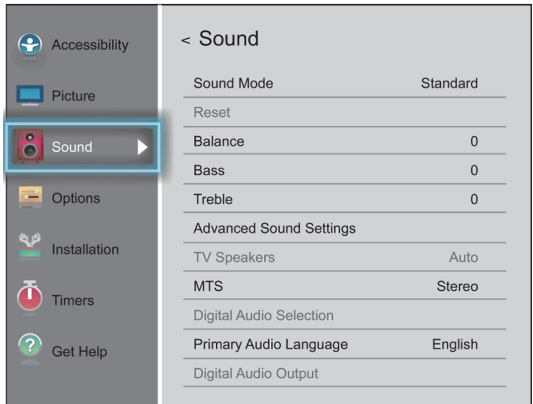 Accessibility
Picture
Sound
Options
Installation
Timers
Get Help
< Sound
Sound Mode Standard
Reset
Balance 0
Bass 0
Treble 0
Advanced Sound Settings
TV Speakers Auto
MTS Stereo
Digital Audio Selection
Primary Audio Language English
Digital Audio Output